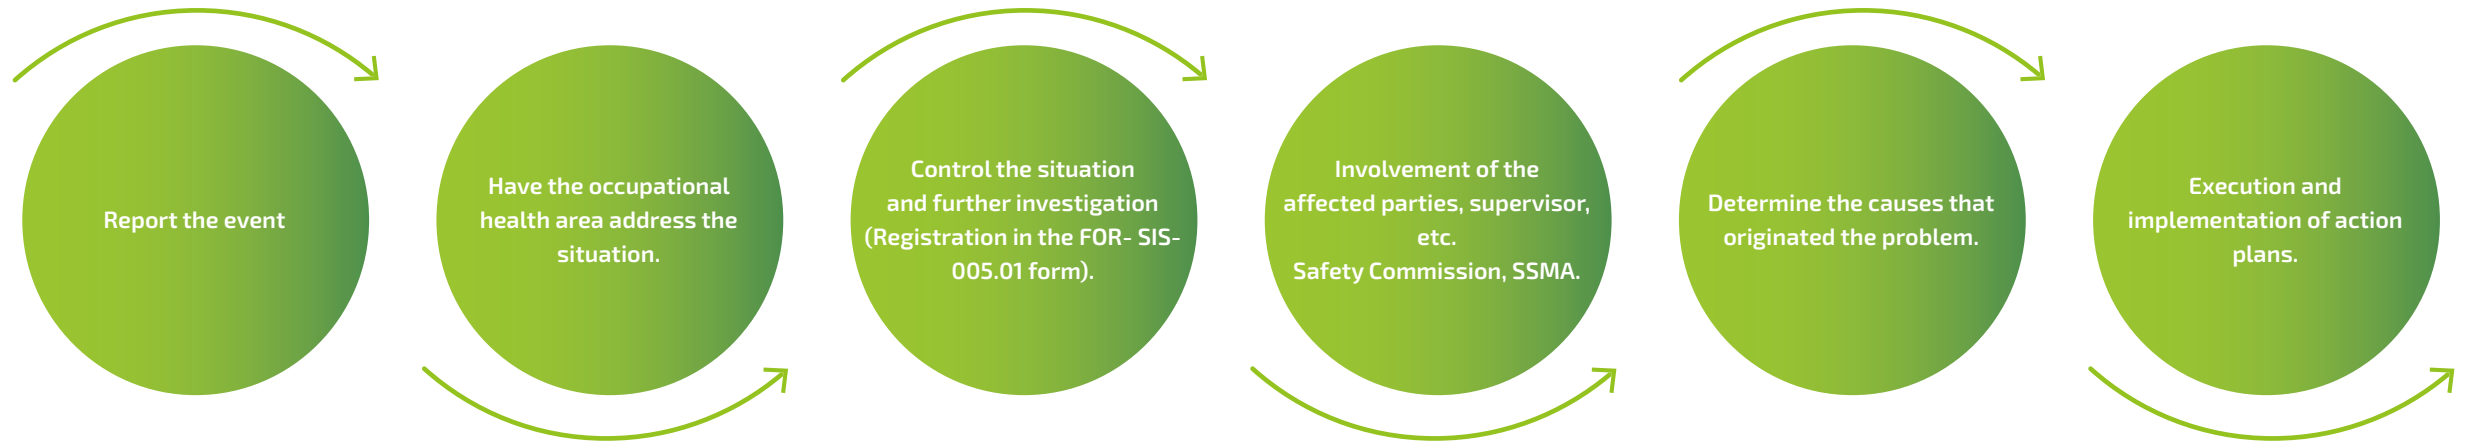 Report the event
Have the occupational
health area address the
situation.
Control the situation
and further investigation
(Registration in the FOR- SIS-
005.01 form).
Involvement of the
affected parties, supervisor,
etc.
Safety Commission, SSMA.
Determine the causes that
originated the problem.
Execution and
implementation of action
plans.